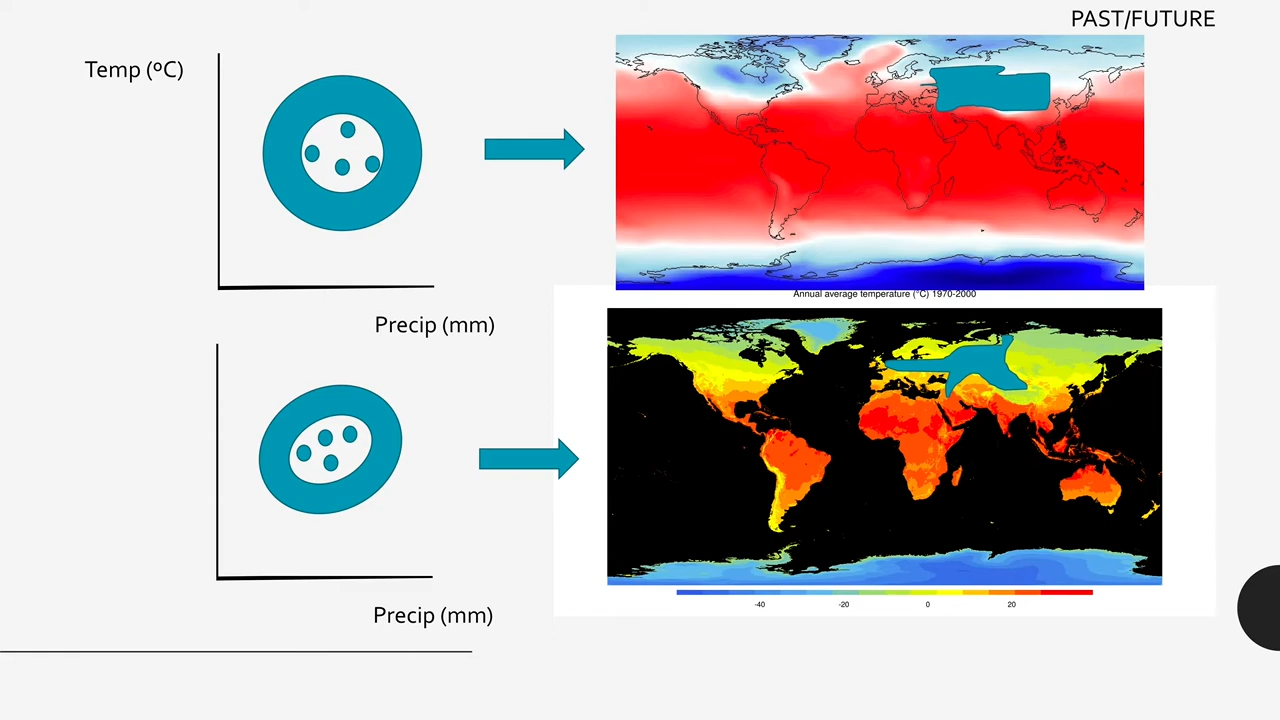 PAST/FUTURE
Temp (ºC)
Precip (mm)
Annual average temperature (°C) 1970-2000
-40 -20 0 20
Precip (mm)